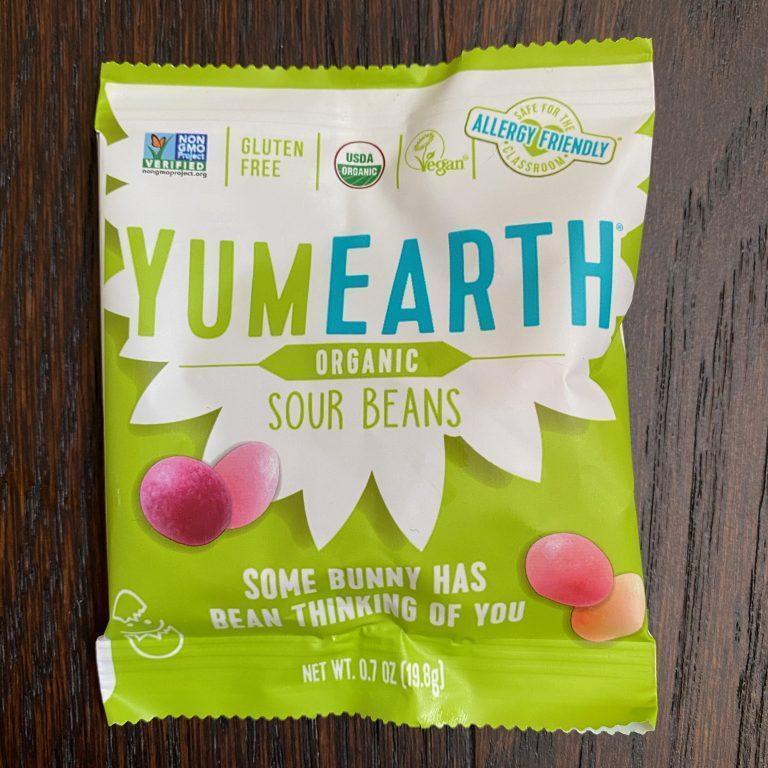 SAFE FOR THE
ALLERGY FRIENDLY
CLASSROOM
NON
GMO
Project
VERIFIED
nongmoproject.org
GLUTEN
FREE
USDA
ORGANIC
Vegan
YUMEARTH®
ORGANIC
SOUR BEANS
SOME BUNNY HAS
BEAN THINKING OF YOU
NET WT. 0.7 OZ (19.8g)